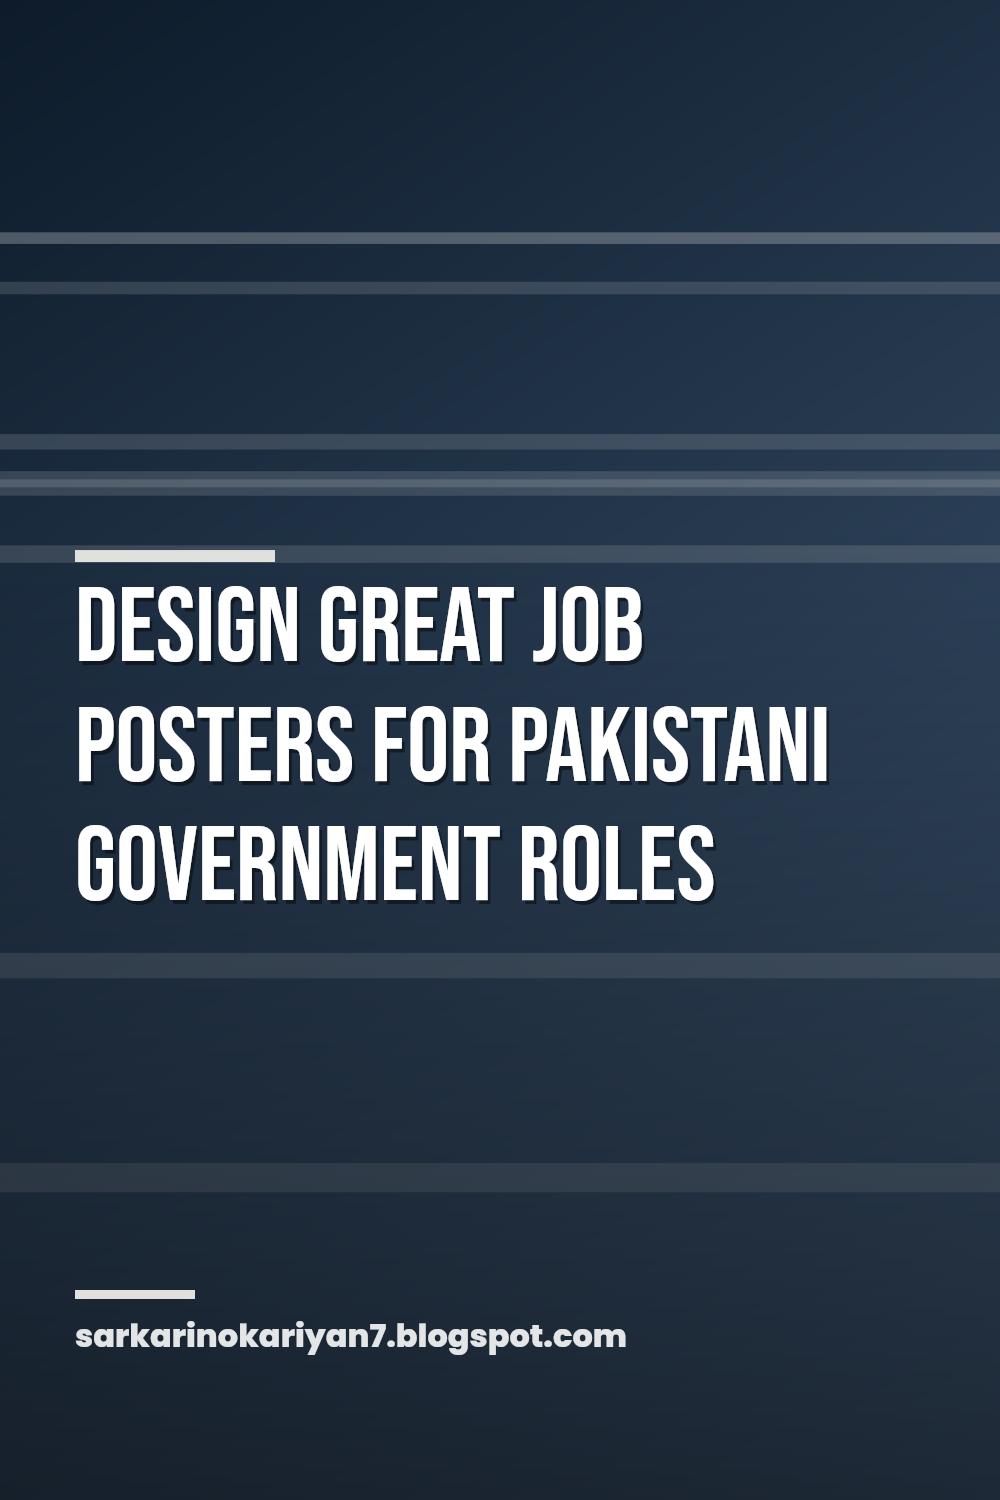 DESIGN GREAT JOB
POSTERS FOR PAKISTANI
GOVERNMENT ROLES
sarkarinokariyan7.blogspot.com